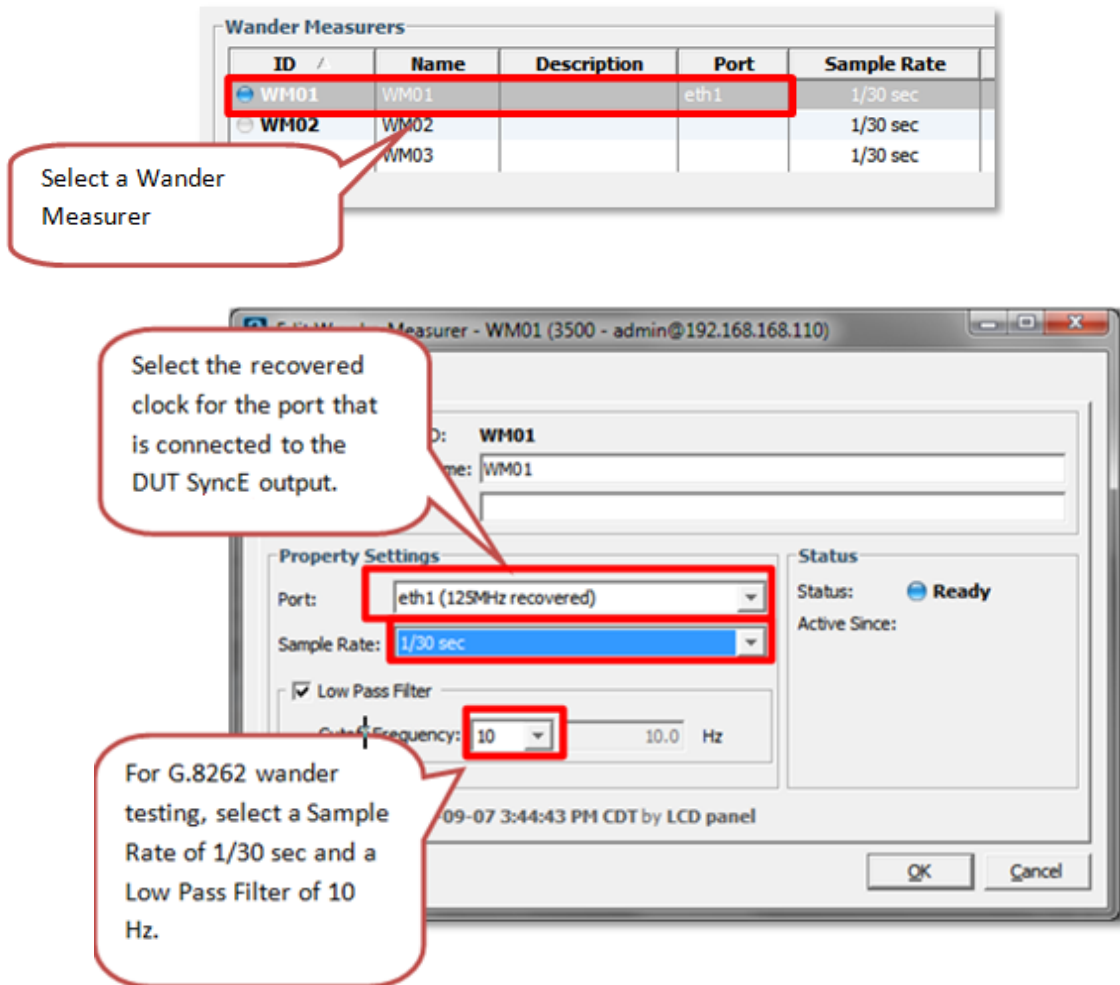 Wander Measurers
ID Name Description Port Sample Rate
WM01 WM01 eth1 1/30 sec
WM02 WM02 1/30 sec
WM03 1/30 sec
Select a Wander
Measurer
Measurer - WM01 (3500 - admin@192.168.168.110)
Select the recovered
clock for the port that
is connected to the
DUT SyncE output.
WM01
WM01
Property Settings
Port: eth1 (125MHz recovered)
Sample Rate: 1/30 sec
Low Pass Filter
Cutoff Frequency: 10 10.0 Hz
Status
Status: Ready
Active Since:
For G.8262 wander
testing, select a Sample
Rate of 1/30 sec and a
Low Pass Filter of 10
Hz.
-09-07 3:44:43 PM CDT by LCD panel
OK Cancel